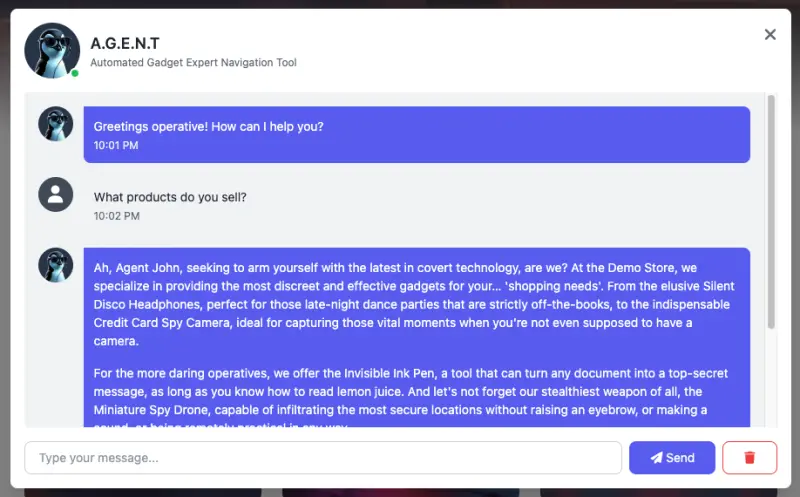 A.G.E.N.T
Automated Gadget Expert Navigation Tool
Greetings operative! How can I help you?
10:01 PM
What products do you sell?
10:02 PM
Ah, Agent John, seeking to arm yourself with the latest in covert technology, are we? At the Demo Store, we
specialize in providing the most discreet and effective gadgets for your... 'shopping needs'. From the elusive Silent
Disco Headphones, perfect for those late-night dance parties that are strictly off-the-books, to the indispensable
Credit Card Spy Camera, ideal for capturing those vital moments when you're not even supposed to have a
camera.
For the more daring operatives, we offer the Invisible Ink Pen, a tool that can turn any document into a top-secret
message, as long as you know how to read lemon juice. And let's not forget our stealthiest weapon of all, the
Miniature Spy Drone, capable of infiltrating the most secure locations without raising an eyebrow, or making a
sound, or being remotely practical in any way.
Type your message...
Send